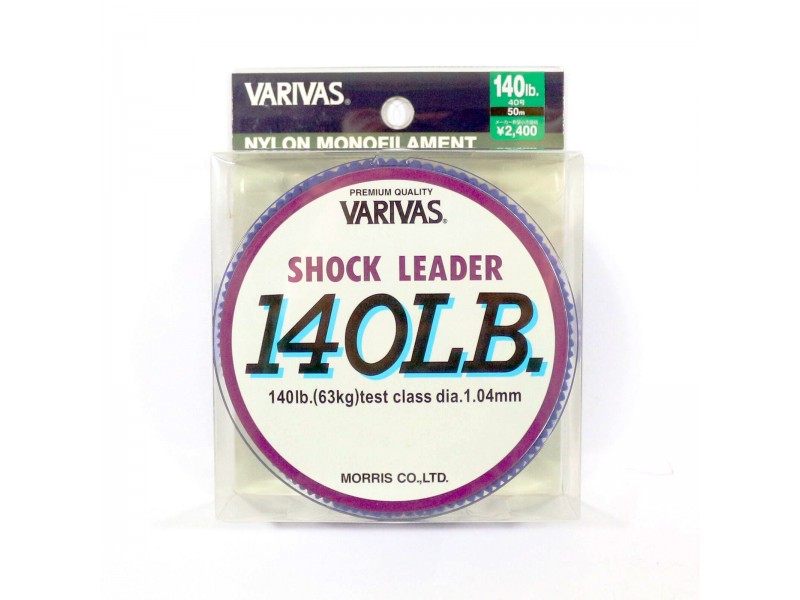 VARIVAS®
140lb.
40号
50m
¥2,400
NYLON MONOFILAMENT
PREMIUM QUALITY
VARIVAS®
SHOCK LEADER
140LB.
140lb.(63kg)test class dia.1.04mm
MORRIS CO.,LTD.